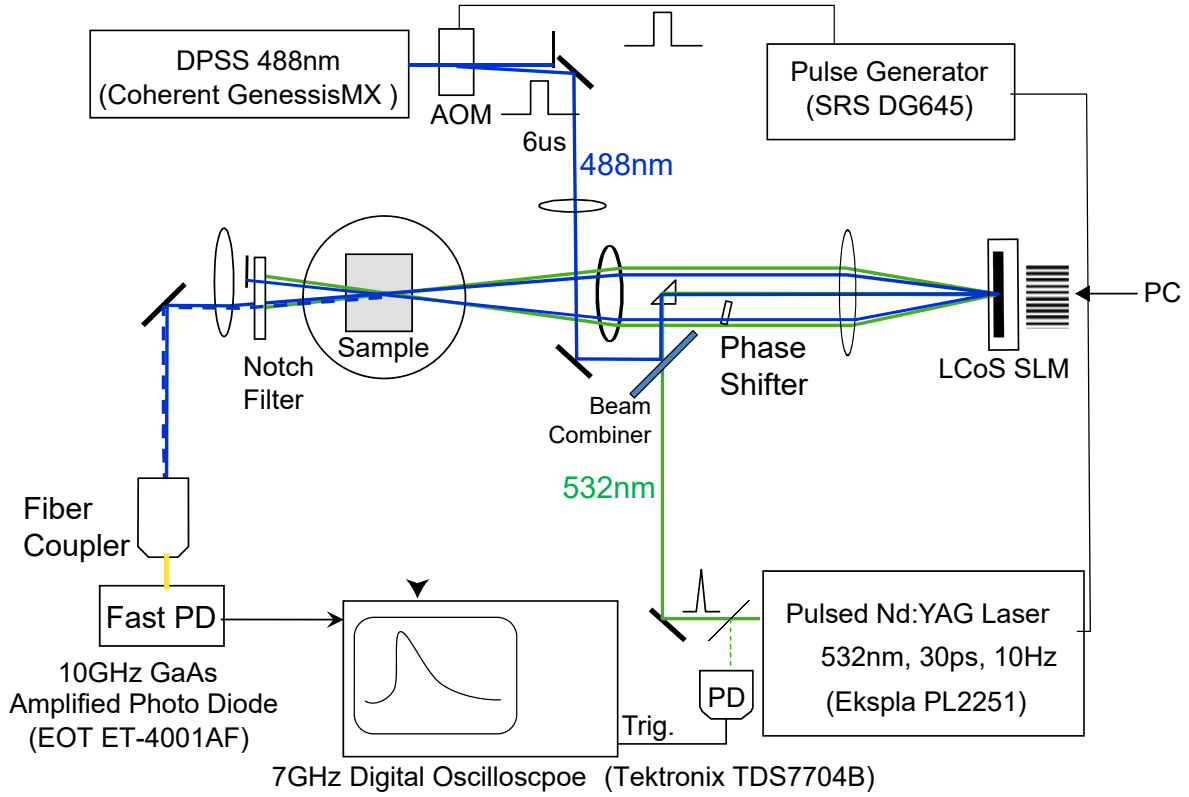 DPSS 488nm
(Coherent GenessisMX )
AOM
6us
488nm
Pulse Generator
(SRS DG645)
Notch
Filter
Sample
Beam
Combiner
Phase
Shifter
LCoS SLM
PC
532nm
Fiber
Coupler
Fast PD
10GHz GaAs
Amplified Photo Diode
(EOT ET-4001AF)
Trig.
PD
Pulsed Nd:YAG Laser
532nm, 30ps, 10Hz
(Ekspla PL2251)
7GHz Digital Oscilloscpoe (Tektronix TDS7704B)